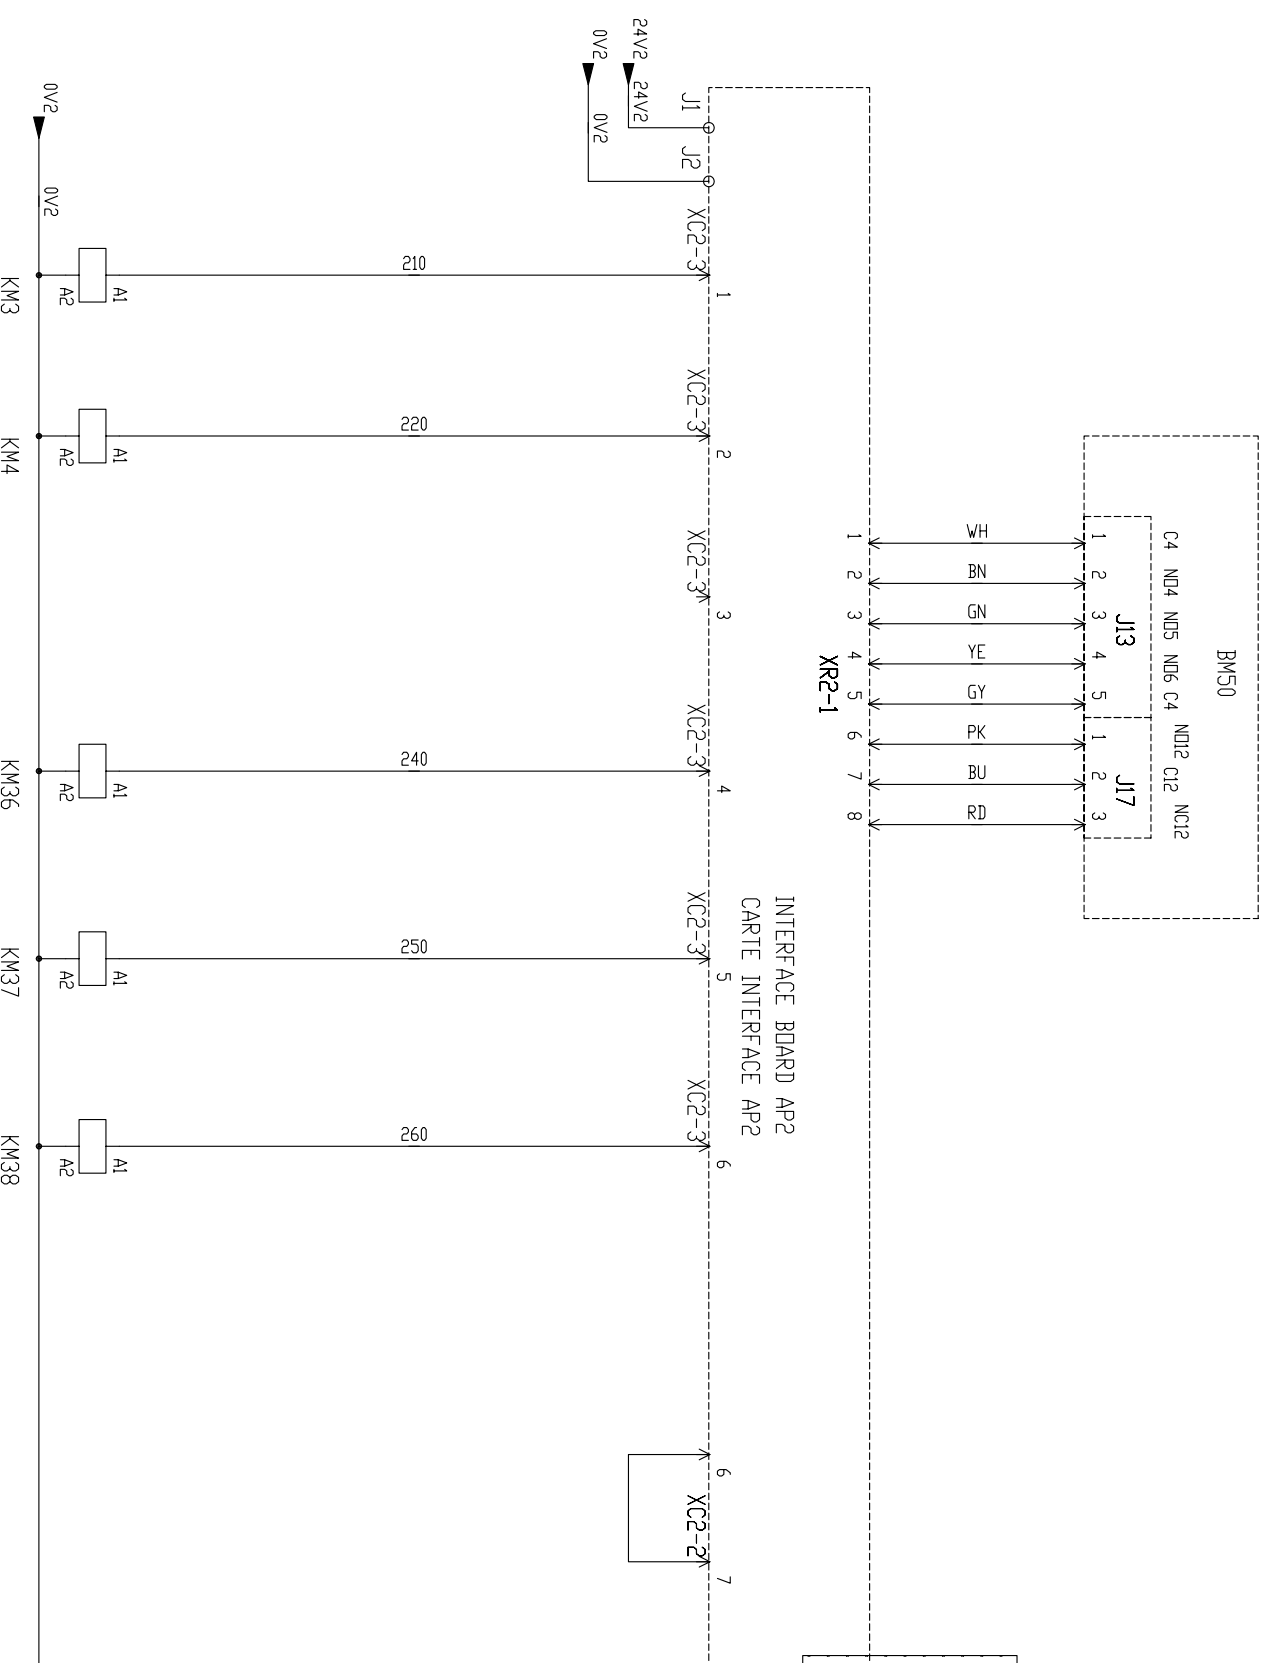 BM50
C4 NO4 NO5 NO6 C4 NO12 C12 NC12
J13 J17
1 2 3 4 5 1 2 3
WH BN GN YE GY PK BU RD
1 2 3 4 5 6 7 8
XR2-1
INTERFACE BOARD AP2
CARTE INTERFACE AP2
1 2 3 4 5 6 6 7
J1 J2 XC2-3 XC2-3 XC2-3 XC2-3 XC2-3 XC2-3 XC2-2
24V2 24V2
0V2 0V2
210 220 240 250 260
A1 A1 A1 A1 A1
A2 A2 A2 A2 A2
0V2 0V2
KM3 KM4 KM36 KM37 KM38